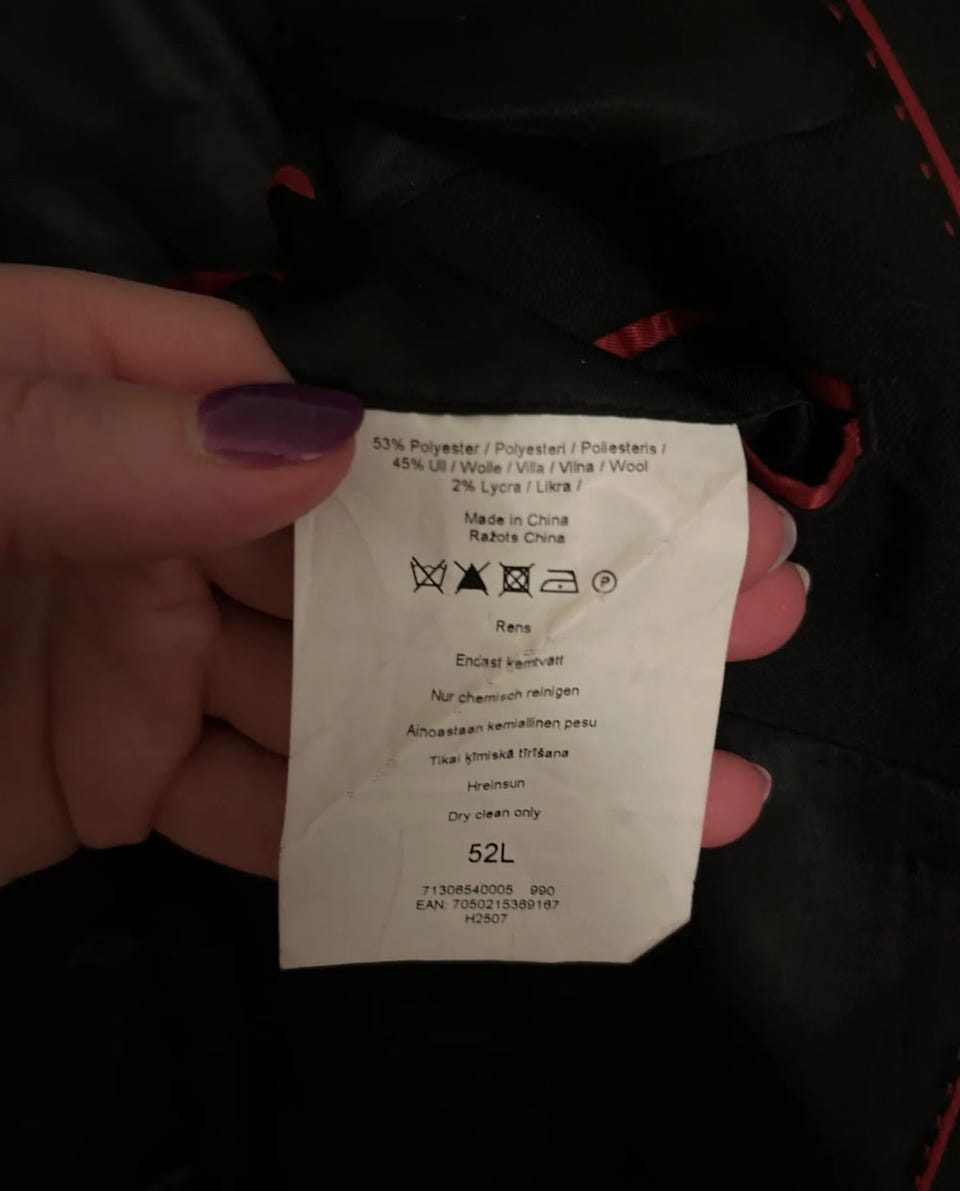 53% Polyester / Polyesteri / Poliesteris /
45% Ull / Wolle / Villa / Vilna / Wool
2% Lycra / Likra /
Made in China
Ražots China
P
Rens
Endast kemtvätt
Nur chemisch reinigen
Ainoastaan kemiallinen pesu
Tikai ķīmiskā tīrīšana
Hreinsun
Dry clean only
52L
71306540005 990
EAN: 7050215369167
H2507